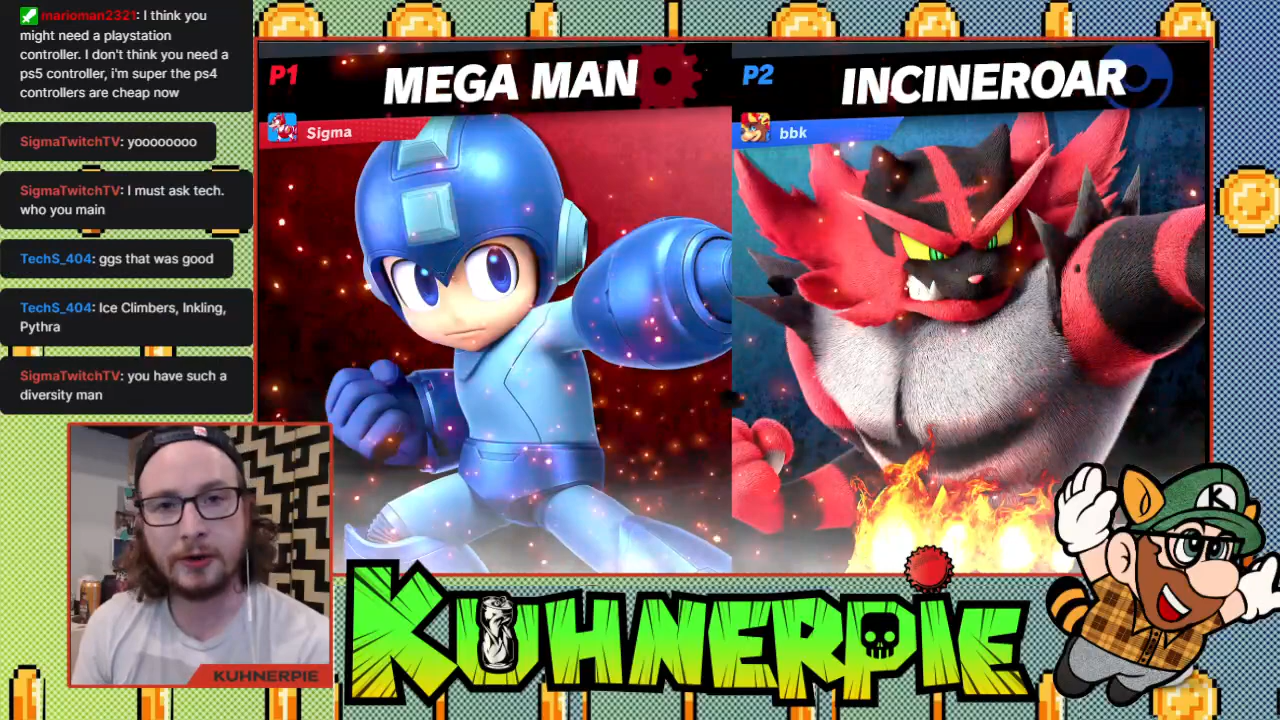 marioman2321: I think you
might need a playstation
controller. I don't think you need a
ps5 controller, i'm super the ps4
controllers are cheap now
SigmaTwitchTV: yoooooooo
SigmaTwitchTV: I must ask tech.
who you main
TechS_404: ggs that was good
TechS_404: Ice Climbers, Inkling,
Pythra
SigmaTwitchTV: you have such a
diversity man
P1
MEGA MAN
Sigma
P2
INCINEROAR
bbk
KUHNERPIE
KUHNERPIE
K